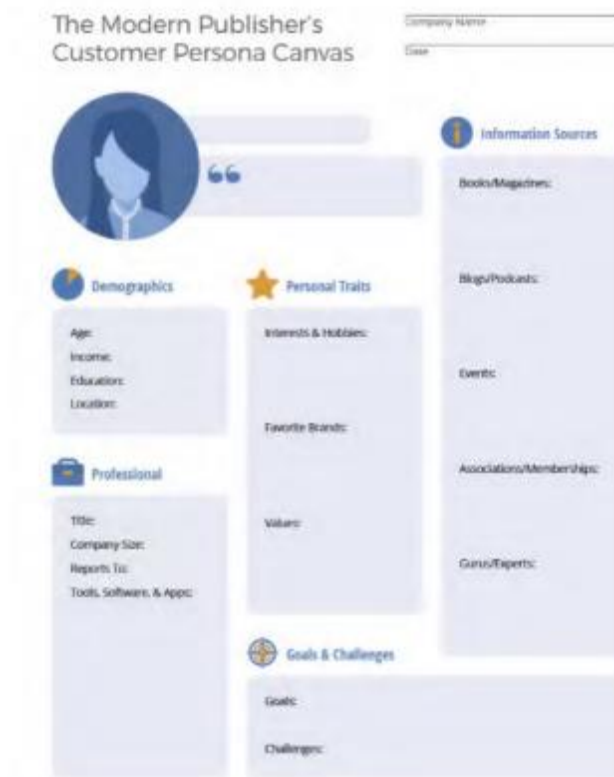 The Modern Publisher's
Customer Persona Canvas
Company Name
Date
“
Information Sources
Books/Magazines:
Blogs/Podcasts:
Events:
Associations/Memberships:
Gurus/Experts:
Demographics
Age:
Income:
Education:
Location:
Personal Traits
Interests & Hobbies:
Favorite Brands:
Values:
Professional
Title:
Company Size:
Reports To:
Tools, Software, & Apps:
Goals & Challenges
Goals:
Challenges: